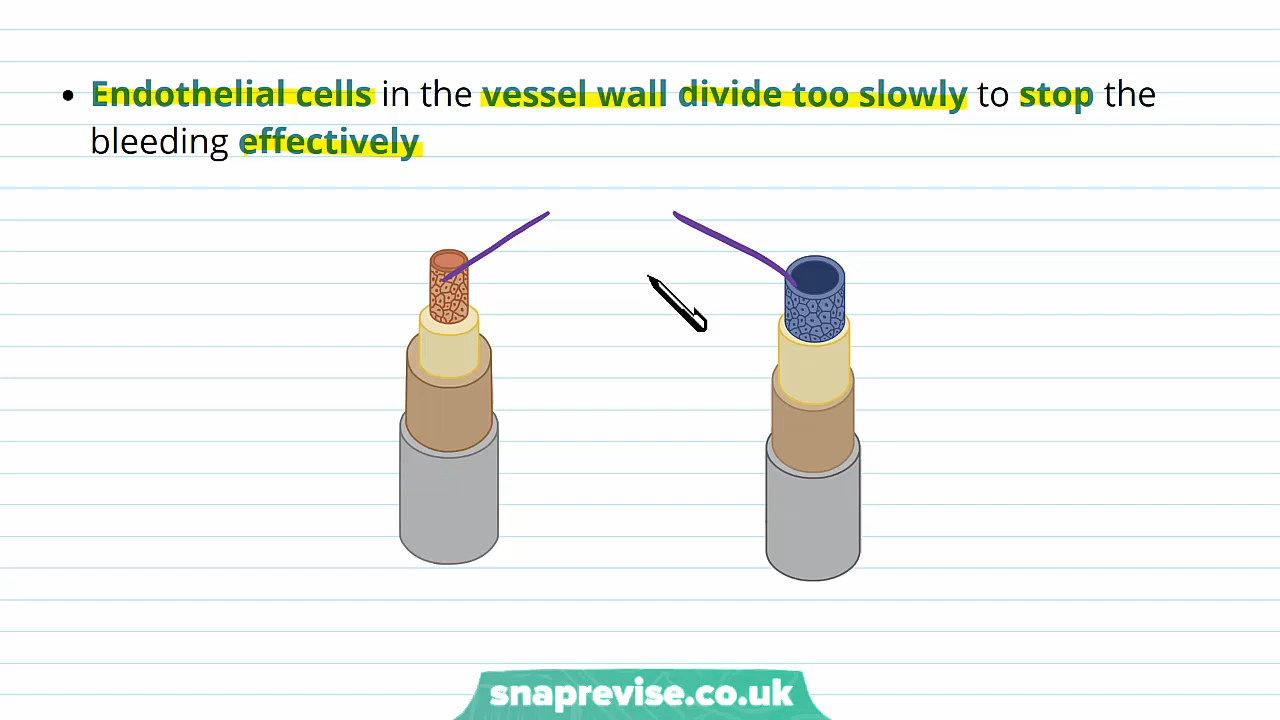 • Endothelial cells in the vessel wall divide too slowly to stop the
bleeding effectively
snaprevise.co.uk